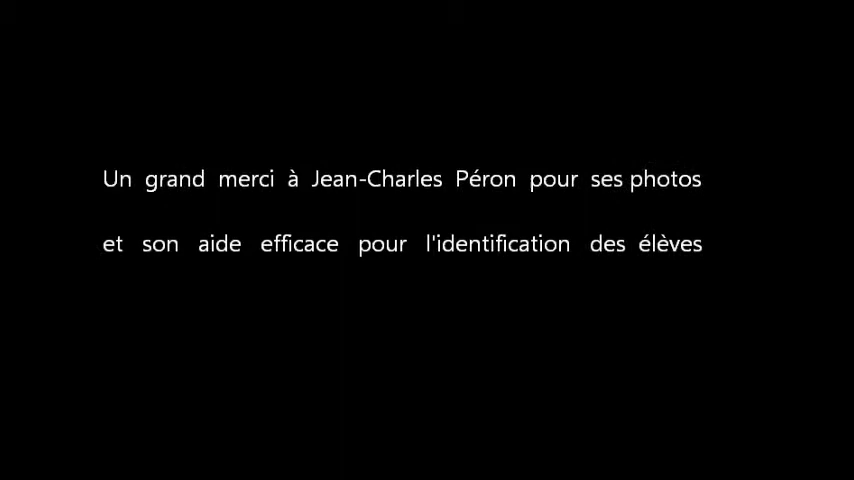 Un grand merci à Jean-Charles Péron pour ses photos
et son aide efficace pour l'identification des élèves